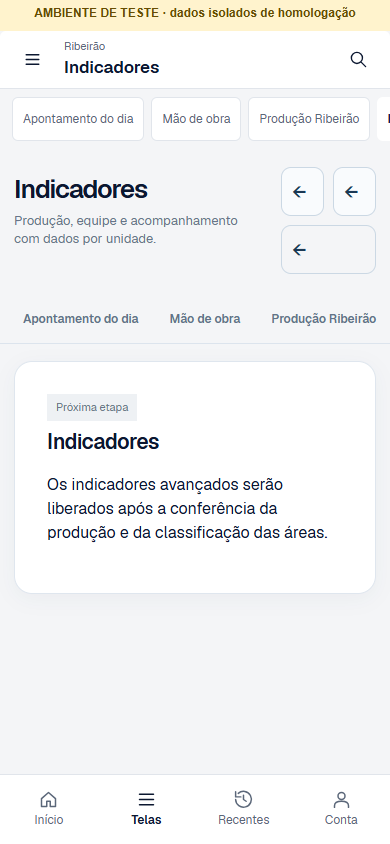 AMBIENTE DE TESTE · dados isolados de homologação
Ribeirão
Indicadores
Apontamento do dia
Mão de obra
Produção Ribeirão
Indicadores
Produção, equipe e acompanhamento
com dados por unidade.
Apontamento do dia
Mão de obra
Produção Ribeirão
Próxima etapa
Indicadores
Os indicadores avançados serão
liberados após a conferência da
produção e da classificação das áreas.
Início
Telas
Recentes
Conta